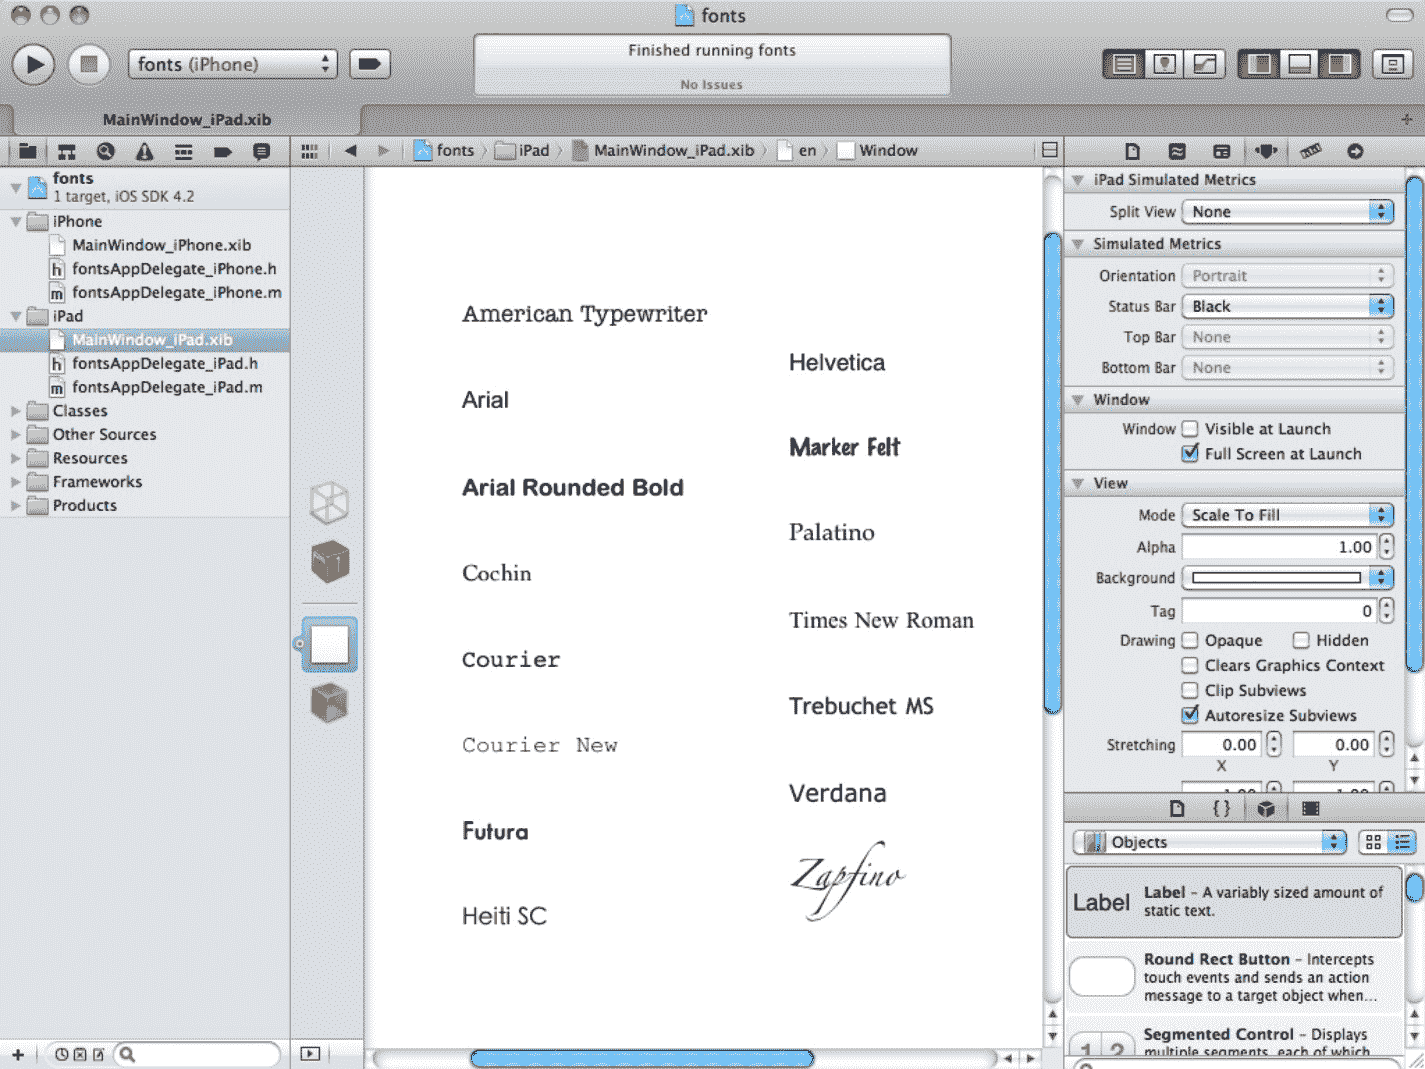 fonts
fonts (iPhone)
Finished running fonts
No Issues
MainWindow_iPad.xib
fonts
iPad
MainWindow_iPad.xib
en
Window
fonts
1 target, iOS SDK 4.2
iPhone
MainWindow_iPhone.xib
fontsAppDelegate_iPhone.h
fontsAppDelegate_iPhone.m
iPad
MainWindow_iPad.xib
fontsAppDelegate_iPad.h
fontsAppDelegate_iPad.m
Classes
Other Sources
Resources
Frameworks
Products
American Typewriter
Arial
Arial Rounded Bold
Cochin
Courier
Courier New
Futura
Heiti SC
Helvetica
Marker Felt
Palatino
Times New Roman
Trebuchet MS
Verdana
Zapfino
iPad Simulated Metrics
Split View None
Simulated Metrics
Orientation Portrait
Status Bar Black
Top Bar None
Bottom Bar None
Window
Window Visible at Launch
Full Screen at Launch
View
Mode Scale To Fill
Alpha 1.00
Background
Tag 0
Drawing Opaque Hidden
Clears Graphics Context
Clip Subviews
Autoresize Subviews
Stretching 0.00 0.00
X Y
{ }
Objects
Label
Label – A variably sized amount of
static text.
Round Rect Button – Intercepts
touch events and sends an action
message to a target object when...
1 2
Segmented Control – Displays
multiple segments, each of which